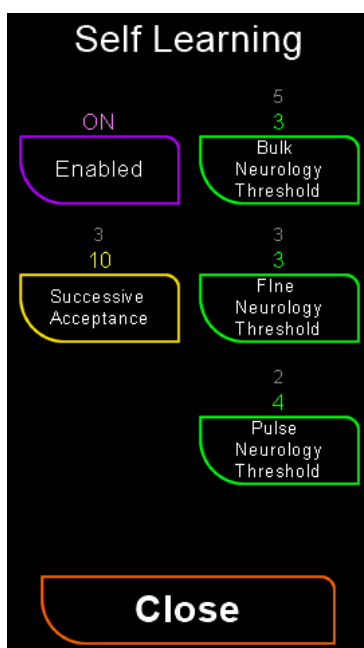 Self Learning
ON
Enabled
5
3
Bulk
Neurology
Threshold
3
10
Successive
Acceptance
3
3
FIne
Neurology
Threshold
2
4
Pulse
Neurology
Threshold
Close